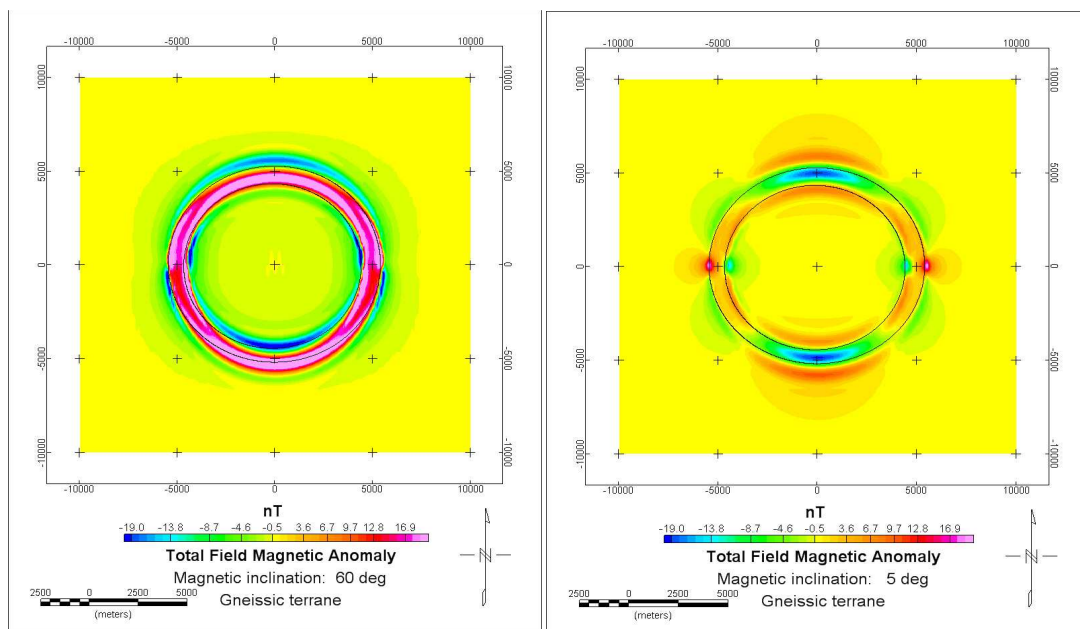 -10000 -5000 0 5000 10000
10000 10000
5000 5000
0 0
-5000 -5000
-10000 -10000
-10000 -5000 0 5000 10000
nT
-19.0 -13.8 -8.7 -4.6 -0.5 3.6 6.7 9.7 12.8 16.9
Total Field Magnetic Anomaly
Magnetic inclination: 60 deg
Gneissic terrane
2500 0 2500 5000
(meters)
N
-10000 -5000 0 5000 10000
10000 10000
5000 5000
0 0
-5000 -5000
-10000 -10000
-10000 -5000 0 5000 10000
nT
-19.0 -13.8 -8.7 -4.6 -0.5 3.6 6.7 9.7 12.8 16.9
Total Field Magnetic Anomaly
Magnetic inclination: 5 deg
Gneissic terrane
2500 0 2500 5000
(meters)
N